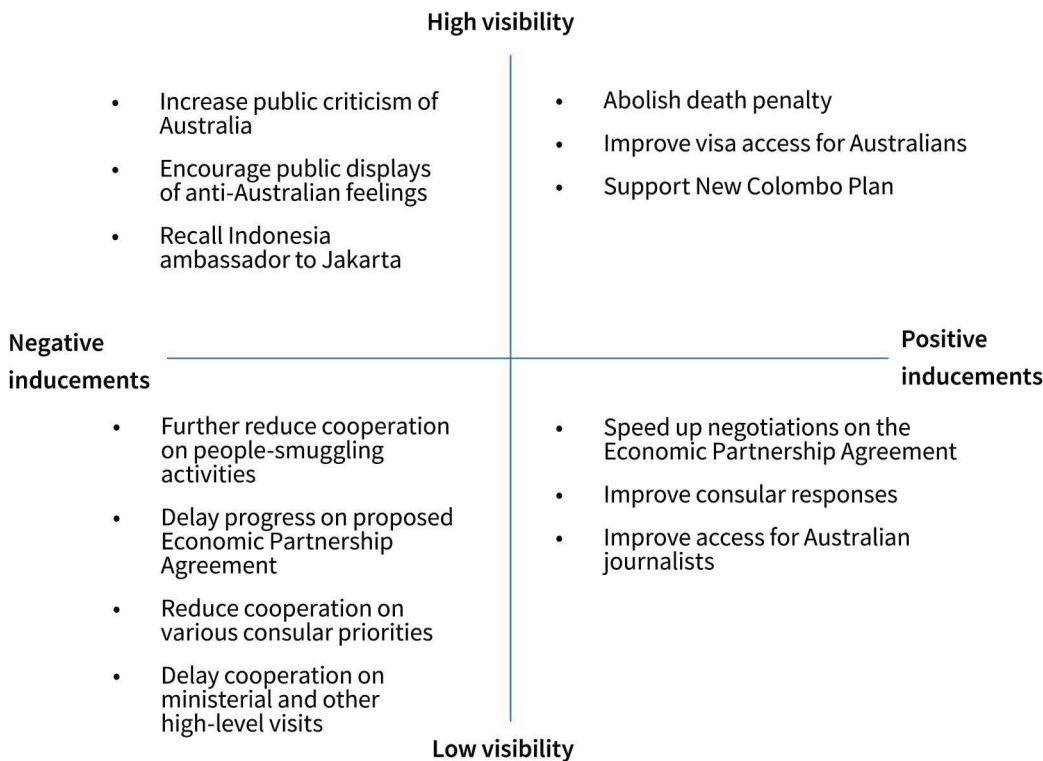 High visibility
• Increase public criticism of
Australia
• Encourage public displays
of anti-Australian feelings
• Recall Indonesia
ambassador to Jakarta
• Abolish death penalty
• Improve visa access for Australians
• Support New Colombo Plan
Negative
inducements
Positive
inducements
• Further reduce cooperation
on people-smuggling
activities
• Delay progress on proposed
Economic Partnership
Agreement
• Reduce cooperation on
various consular priorities
• Delay cooperation on
ministerial and other
high-level visits
• Speed up negotiations on the
Economic Partnership Agreement
• Improve consular responses
• Improve access for Australian
journalists
Low visibility